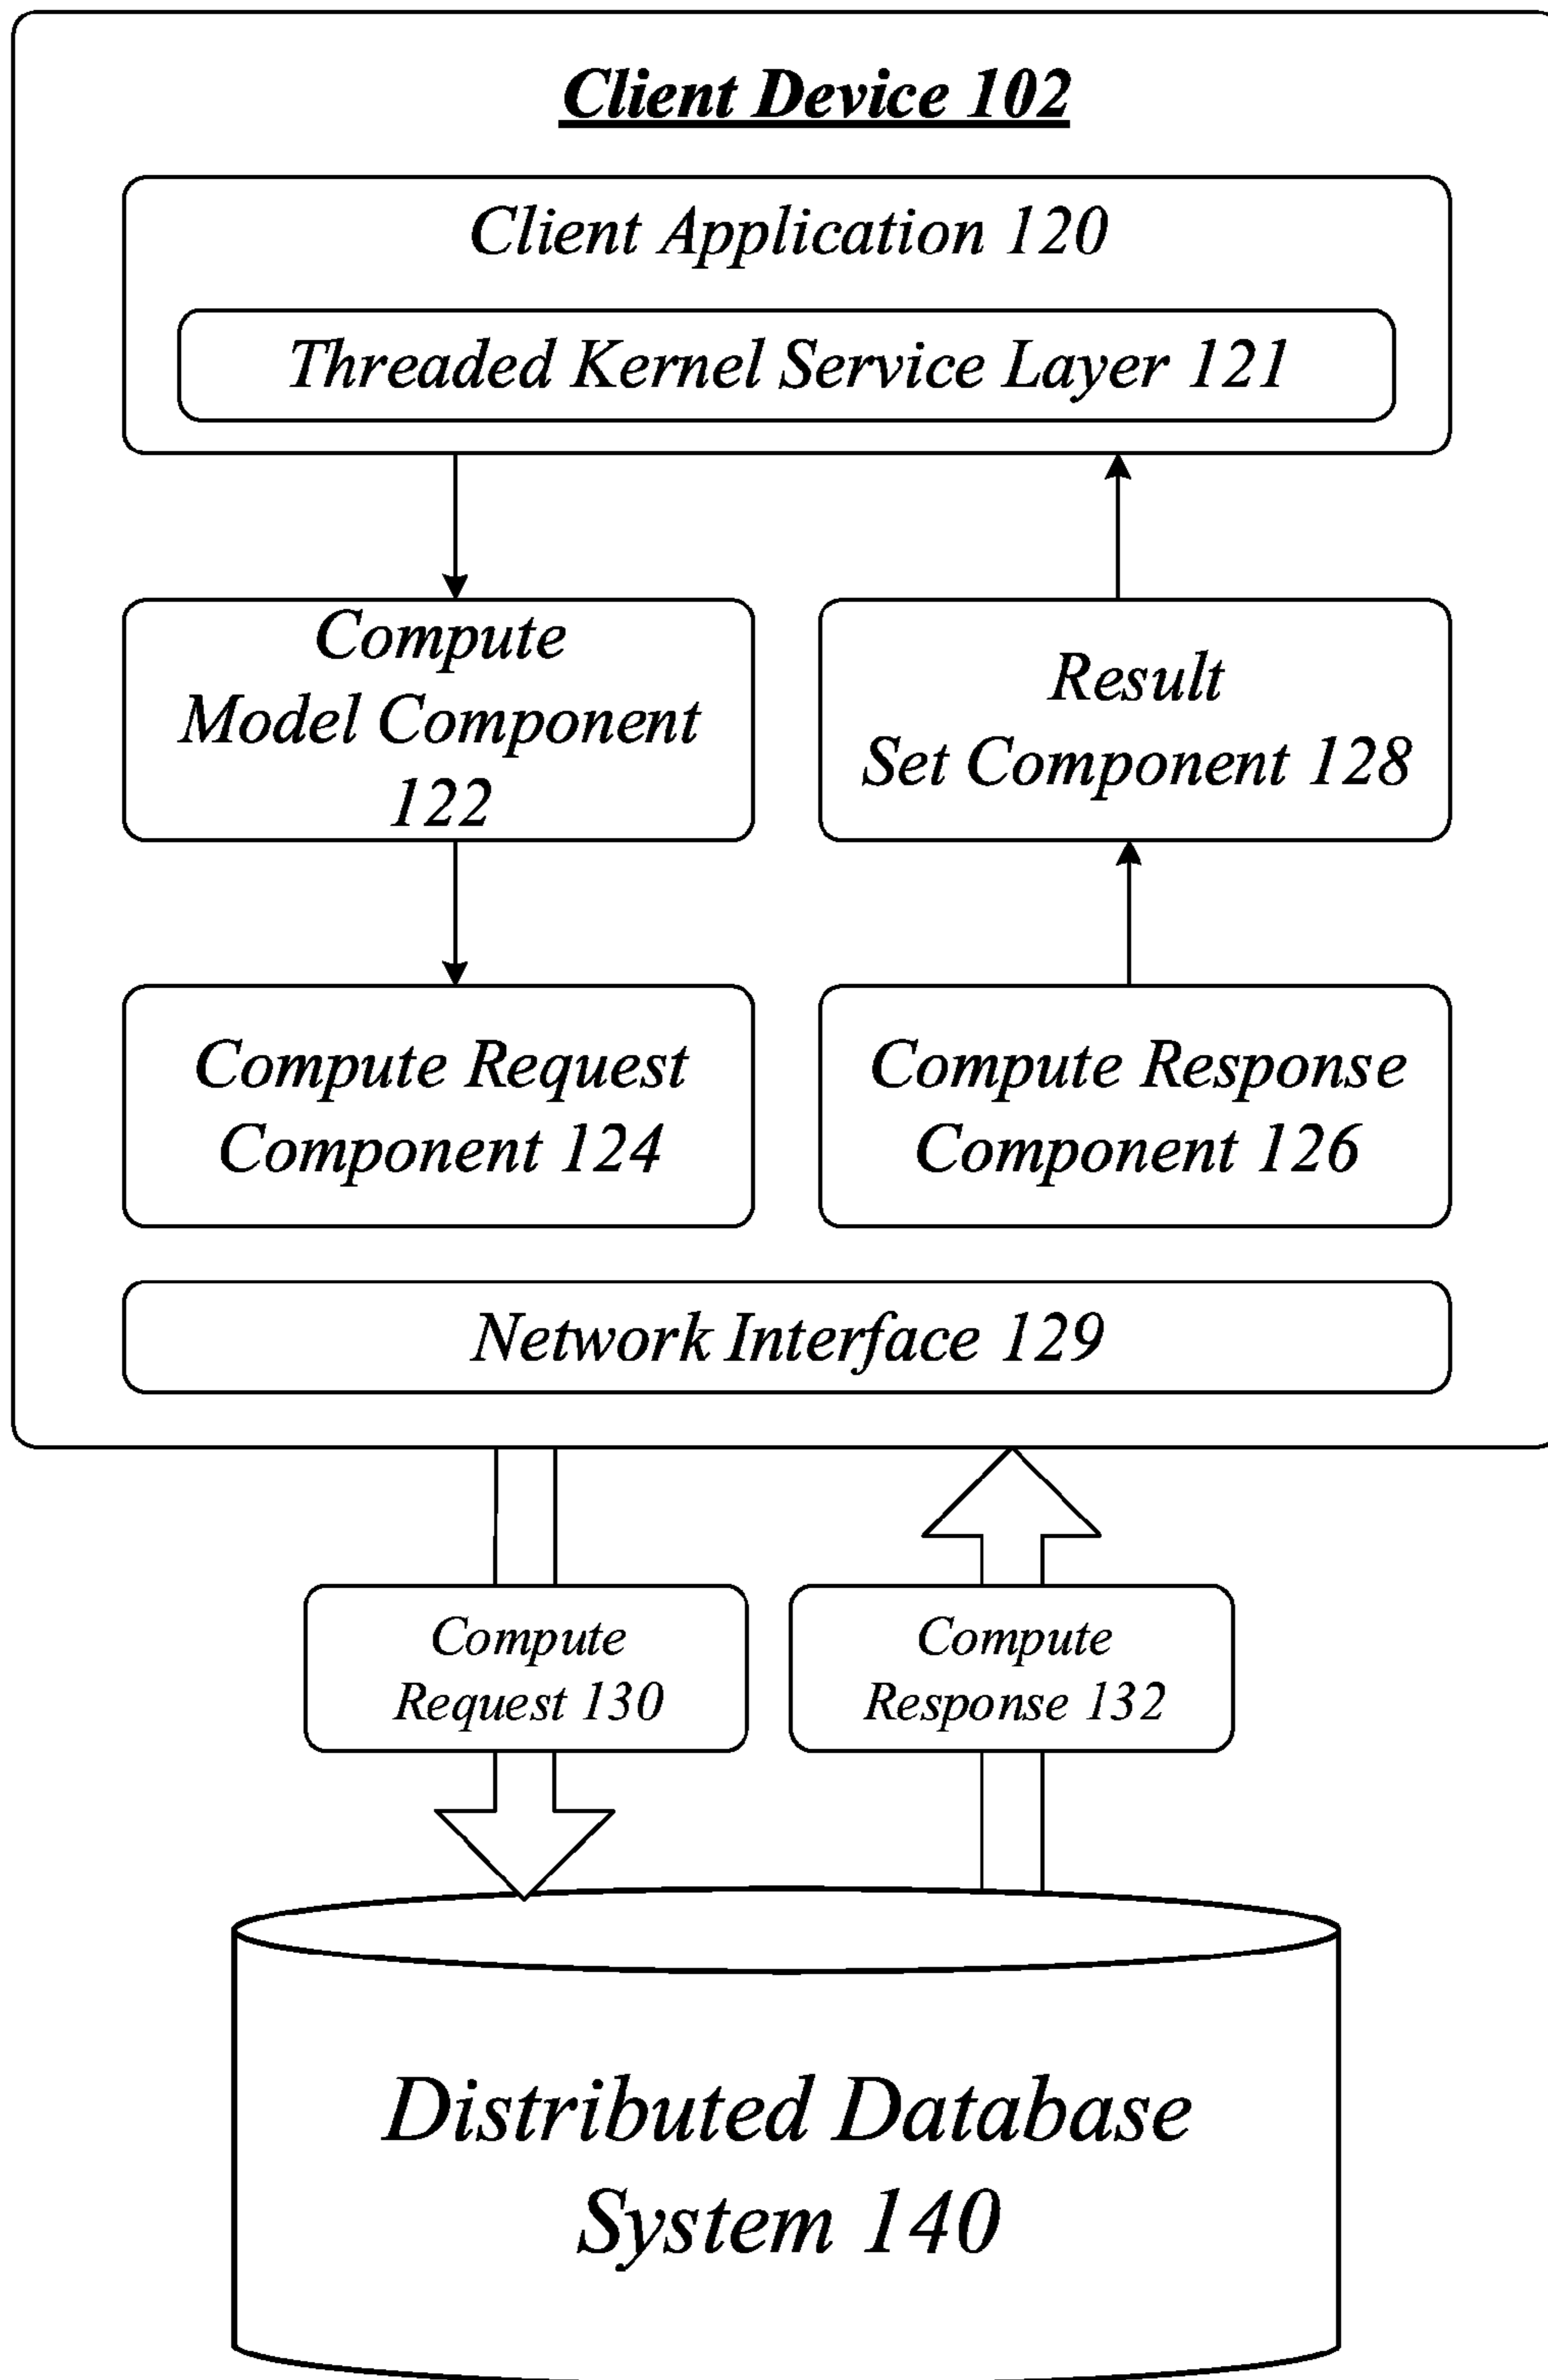 Client Device 102
Client Application 120
Threaded Kernel Service Layer 121
Compute
Model Component
122
Result
Set Component 128
Compute Request
Component 124
Compute Response
Component 126
Network Interface 129
Compute
Request 130
Compute
Response 132
Distributed Database
System 140